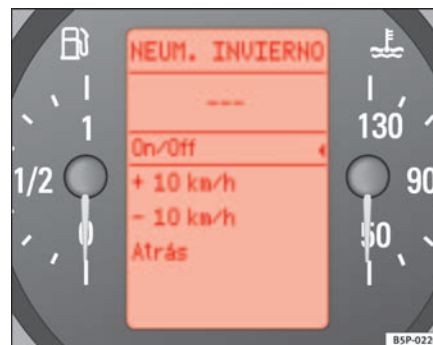 NEUM. INVIERNO
---
On/Off
+ 10 km/h
- 10 km/h
Atrás
1
1/2
0
130
90
50
B5P-022